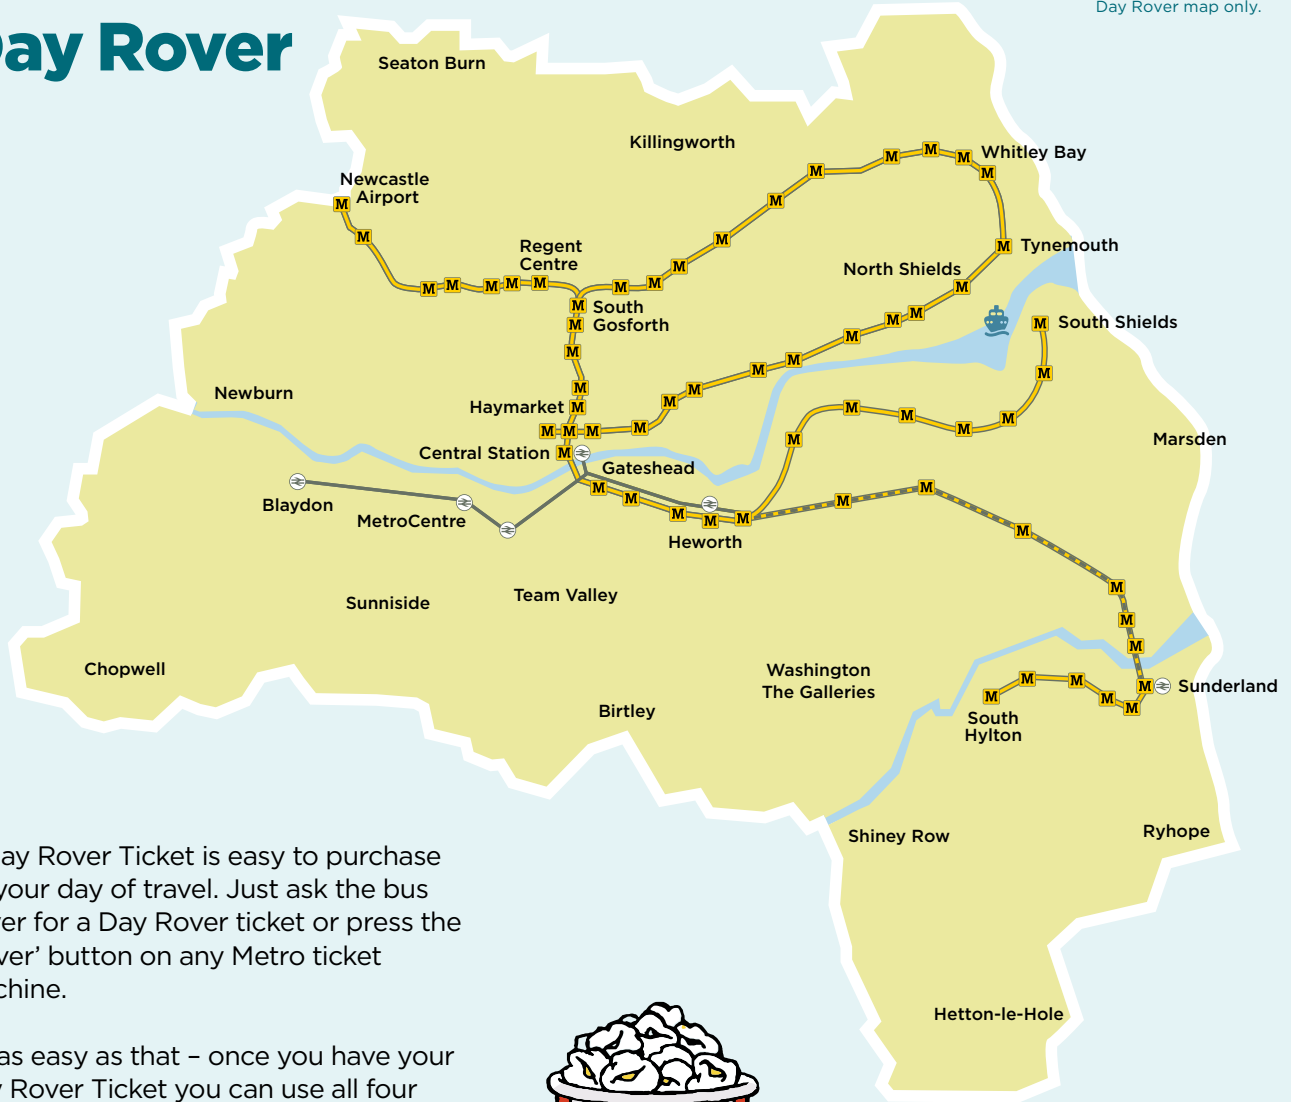 Day Rover map only.
ay Rover
Seaton Burn
Killingworth
Whitley Bay
Newcastle
Airport
Regent
Centre
Tynemouth
North Shields
South
Gosforth
South Shields
Newburn
Haymarket
Marsden
Central Station
Gateshead
Blaydon
MetroCentre
Heworth
Sunniside
Team Valley
Chopwell
Washington
The Galleries
Sunderland
Birtley
South
Hylton
Shiney Row
Ryhope
Hetton-le-Hole
ay Rover Ticket is easy to purchase
your day of travel. Just ask the bus
er for a Day Rover ticket or press the
ver’ button on any Metro ticket
chine.
as easy as that – once you have your
Rover Ticket you can use all four